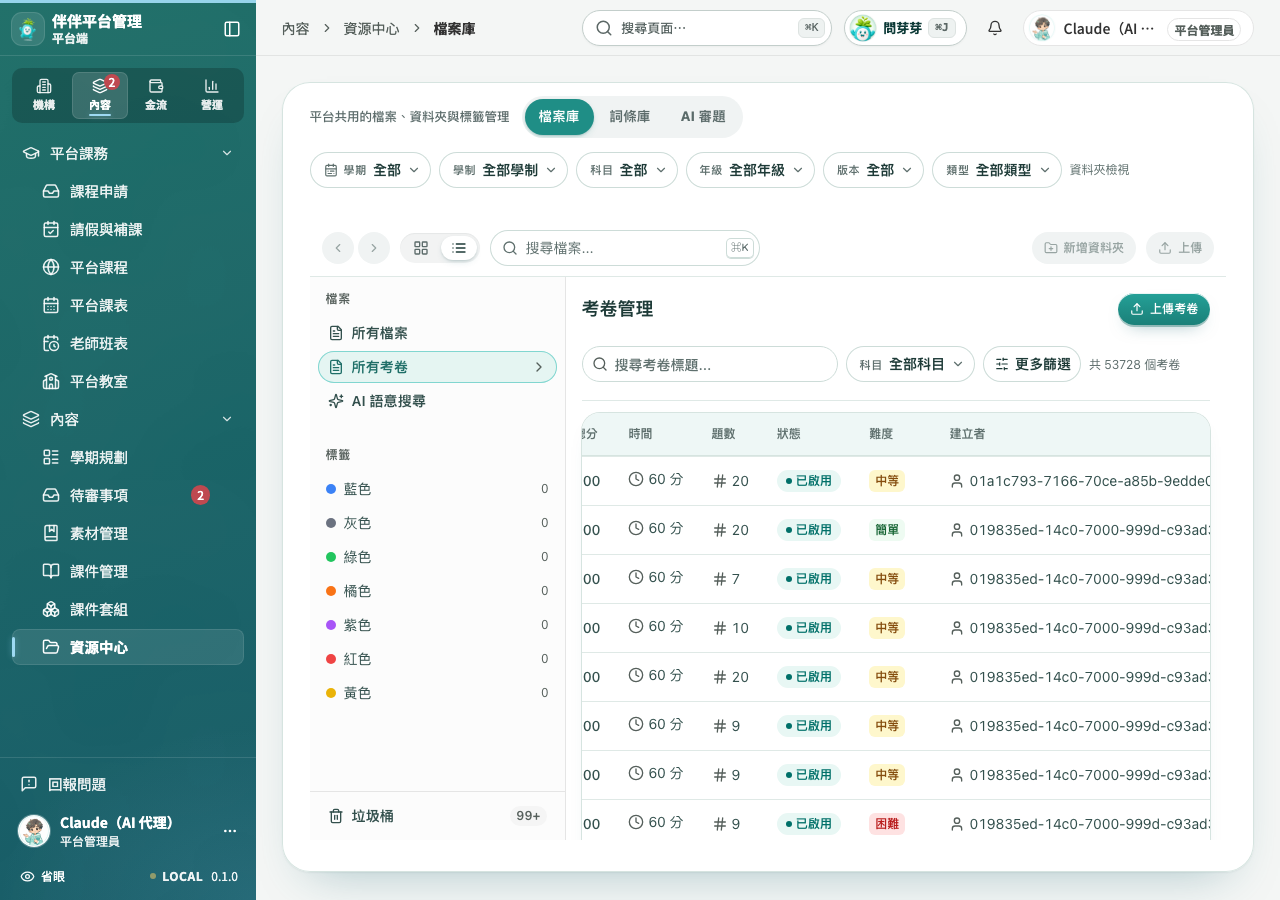 伴伴平台管理
平台端
機構
內容
2
金流
營運
平台課務
課程申請
請假與補課
平台課程
平台課表
老師班表
平台教室
內容
學期規劃
待審事項
2
素材管理
課件管理
課件套組
資源中心
回報問題
Claude（AI 代理）
平台管理員
省眼
LOCAL 0.1.0
內容
資源中心
檔案庫
搜尋頁面…
⌘K
問芽芽
⌘J
Claude（AI …
平台管理員
平台共用的檔案、資料夾與標籤管理
檔案庫
詞條庫
AI 審題
學期 全部
學制 全部學制
科目 全部
年級 全部年級
版本 全部
類型 全部類型
資料夾檢視
搜尋檔案...
⌘K
新增資料夾
上傳
檔案
所有檔案
所有考卷
AI 語意搜尋
標籤
藍色 0
灰色 0
綠色 0
橘色 0
紫色 0
紅色 0
黃色 0
垃圾桶 99+
考卷管理
上傳考卷
搜尋考卷標題...
科目 全部科目
更多篩選
共 53728 個考卷
分 時間 題數 狀態 難度 建立者
00 60 分 # 20 已啟用 中等 01a1c793-7166-70ce-a85b-9edde0
00 60 分 # 20 已啟用 簡單 019835ed-14c0-7000-999d-c93ad3
00 60 分 # 7 已啟用 中等 019835ed-14c0-7000-999d-c93ad3
00 60 分 # 10 已啟用 中等 019835ed-14c0-7000-999d-c93ad3
00 60 分 # 20 已啟用 中等 019835ed-14c0-7000-999d-c93ad3
00 60 分 # 9 已啟用 中等 019835ed-14c0-7000-999d-c93ad3
00 60 分 # 9 已啟用 中等 019835ed-14c0-7000-999d-c93ad3
00 60 分 # 9 已啟用 困難 019835ed-14c0-7000-999d-c93ad3